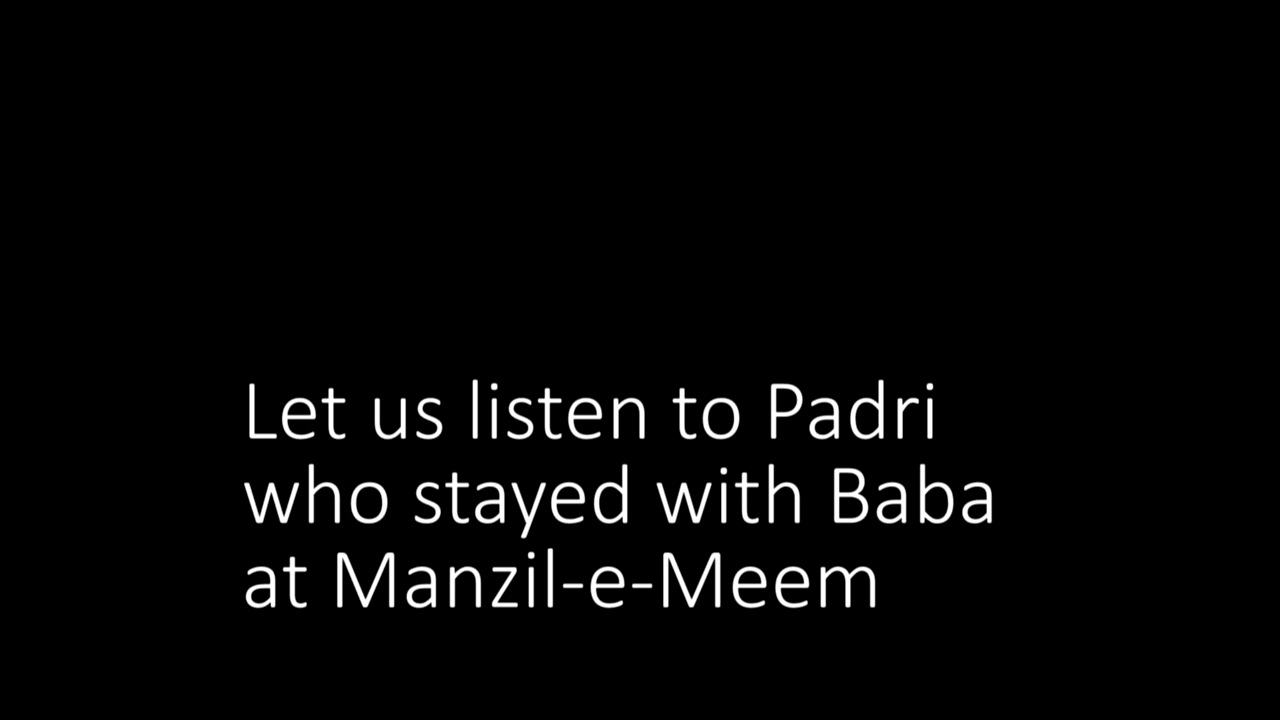 Let us listen to Padri
who stayed with Baba
at Manzil-e-Meem